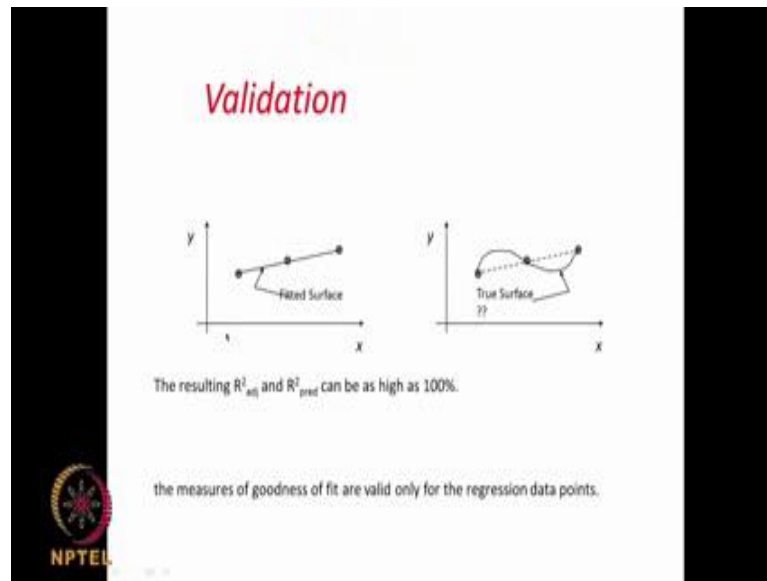 Validation
y
y
Fitted Surface
True Surface
??
x
x
The resulting R²adj and R²pred can be as high as 100%.
the measures of goodness of fit are valid only for the regression data points.
NPTEL